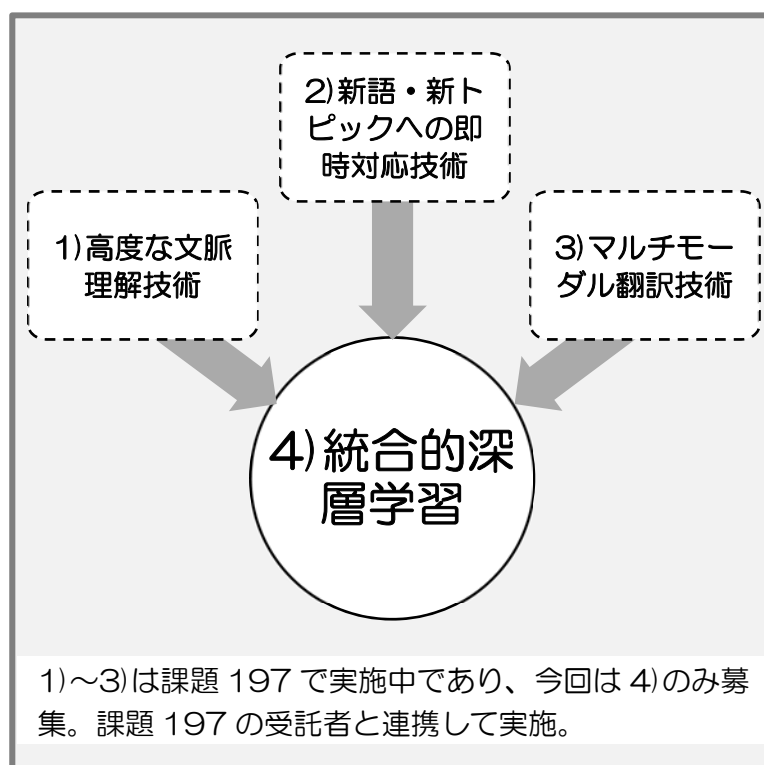 2)新語・新ト
ピックへの即
時対応技術
1)高度な文脈
理解技術
3)マルチモー
ダル翻訳技術
4)統合的深
層学習
1)～3)は課題 197 で実施中であり、今回は 4)のみ募
集。課題 197 の受託者と連携して実施。